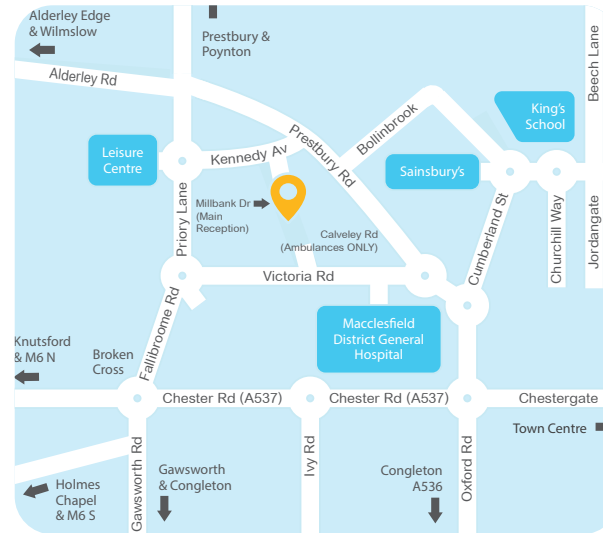 Alderley Edge
& Wilmslow
Prestbury &
Poynton
Beech Lane
Alderley Rd
King's
School
Bollinbrook
Prestbury Rd
Leisure
Centre
Kennedy Av
Sainsbury's
Millbank Dr
(Main
Reception)
Priory Lane
Calveley Rd
(Ambulances ONLY)
Cumberland St
Churchill Way
Jordangate
Victoria Rd
Fallibroome Rd
Macclesfield
District General
Hospital
Knutsford
& M6 N
Broken
Cross
Chester Rd (A537)
Chester Rd (A537)
Chestergate
Town Centre
Gawsworth Rd
Ivy Rd
Oxford Rd
Holmes
Chapel
& M6 S
Gawsworth
& Congleton
Congleton
A536